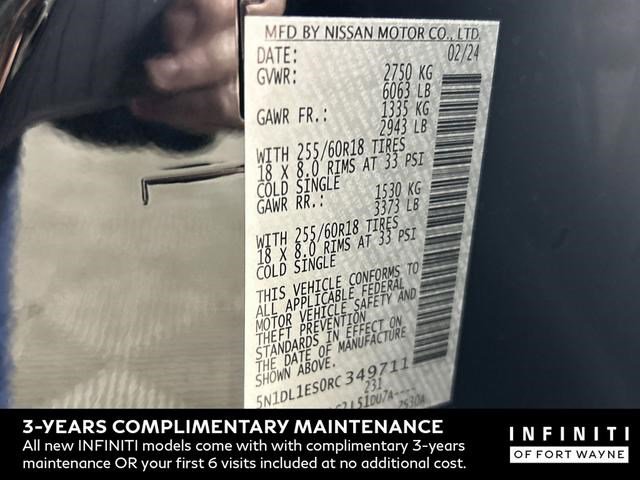 MFD BY NISSAN MOTOR CO., LTD.
DATE: 02/24
GVWR: 2750 KG
6063 LB
GAWR FR.: 1335 KG
2943 LB
WITH 255/60R18 TIRES
18 X 8.0 RIMS AT 33 PSI
COLD SINGLE
GAWR RR.: 1530 KG
3373 LB
WITH 255/60R18 TIRES
18 X 8.0 RIMS AT 33 PSI
COLD SINGLE
THIS VEHICLE CONFORMS TO
ALL APPLICABLE FEDERAL
MOTOR VEHICLE SAFETY AND
THEFT PREVENTION
STANDARDS IN EFFECT ON
THE DATE OF MANUFACTURE
SHOWN ABOVE.
5N1DL1ES0RC349711
231
3-YEARS COMPLIMENTARY MAINTENANCE
All new INFINITI models come with with complimentary 3-years
maintenance OR your first 6 visits included at no additional cost.
INFINITI
OF FORT WAYNE